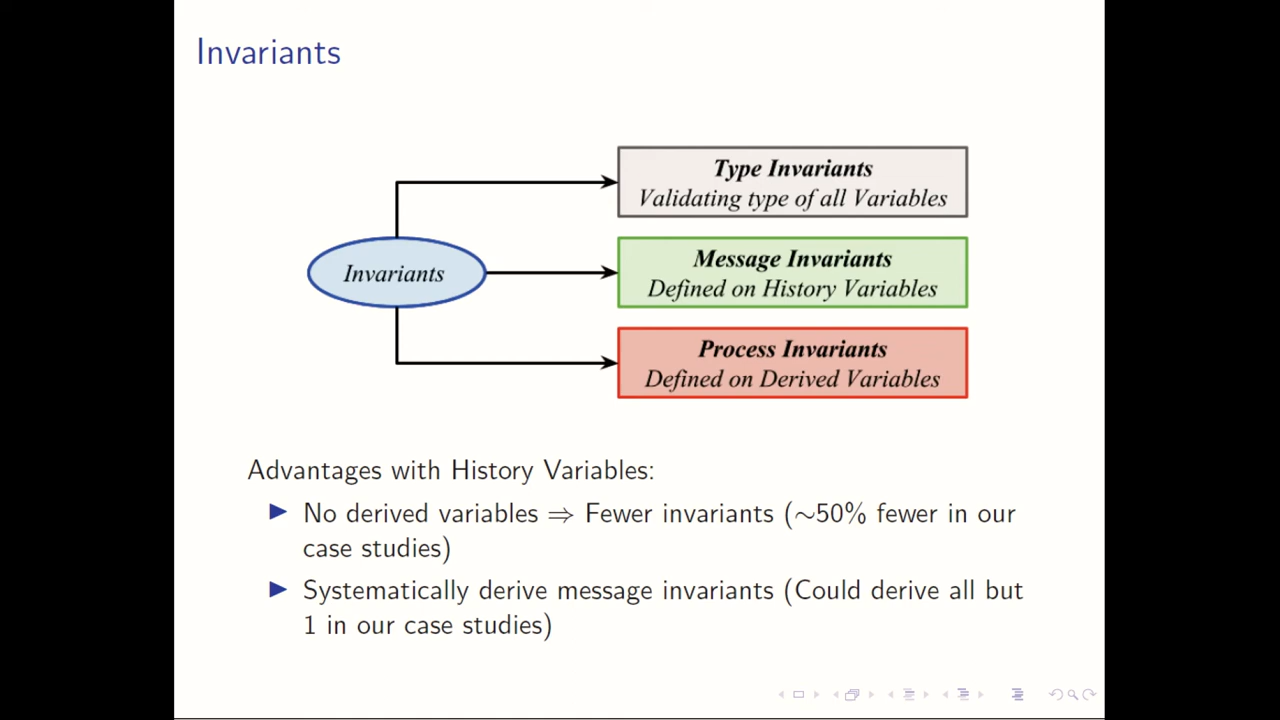 Invariants
Type Invariants
Validating type of all Variables
Invariants
Message Invariants
Defined on History Variables
Process Invariants
Defined on Derived Variables
Advantages with History Variables:
▶ No derived variables ⇒ Fewer invariants (∼50% fewer in our
case studies)
▶ Systematically derive message invariants (Could derive all but
1 in our case studies)